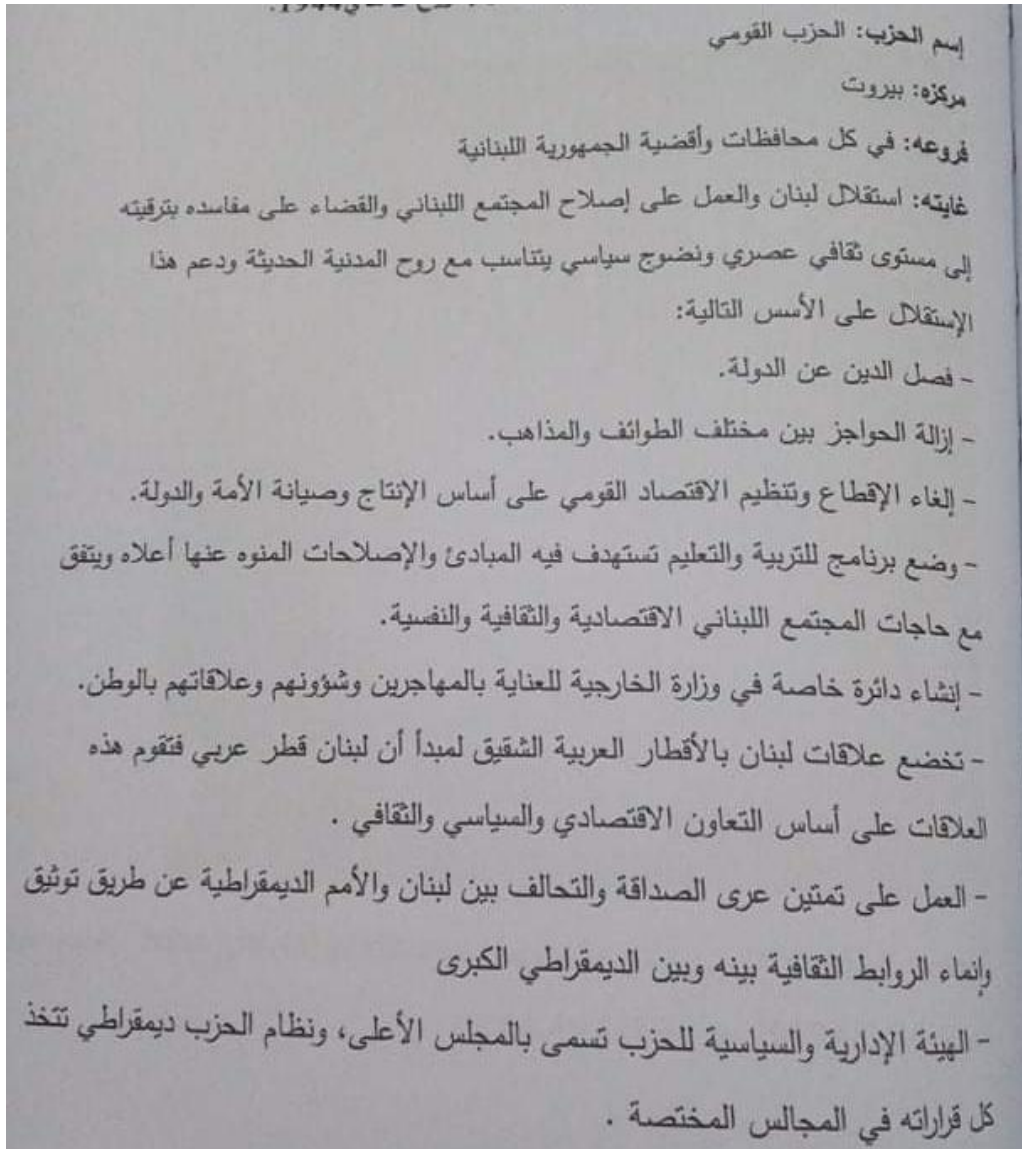 1944.
إسم الحزب: الحزب القومي
مركزه: بيروت
فروعه: في كل محافظات وأقضية الجمهورية اللبنانية
غايته: استقلال لبنان والعمل على إصلاح المجتمع اللبناني والقضاء على مفاسده بترقيته
إلى مستوى ثقافي عصري ونضوج سياسي يتناسب مع روح المدنية الحديثة ودعم هذا
الإستقلال على الأسس التالية:
- فصل الدين عن الدولة.
- إزالة الحواجز بين مختلف الطوائف والمذاهب.
- إلغاء الإقطاع وتنظيم الاقتصاد القومي على أساس الإنتاج وصيانة الأمة والدولة.
- وضع برنامج للتربية والتعليم تستهدف فيه المبادئ والإصلاحات المنوه عنها أعلاه ويتفق
مع حاجات المجتمع اللبناني الاقتصادية والثقافية والنفسية.
- إنشاء دائرة خاصة في وزارة الخارجية للعناية بالمهاجرين وشؤونهم وعلاقاتهم بالوطن.
- تخضع علاقات لبنان بالأقطار العربية الشقيق لمبدأ أن لبنان قطر عربي فتقوم هذه
العلاقات على أساس التعاون الاقتصادي والسياسي والثقافي .
- العمل على تمتين عرى الصداقة والتحالف بين لبنان والأمم الديمقراطية عن طريق توثيق
وإنماء الروابط الثقافية بينه وبين الديمقراطي الكبرى
- الهيئة الإدارية والسياسية للحزب تسمى بالمجلس الأعلى، ونظام الحزب ديمقراطي تتخذ
كل قراراته في المجالس المختصة .